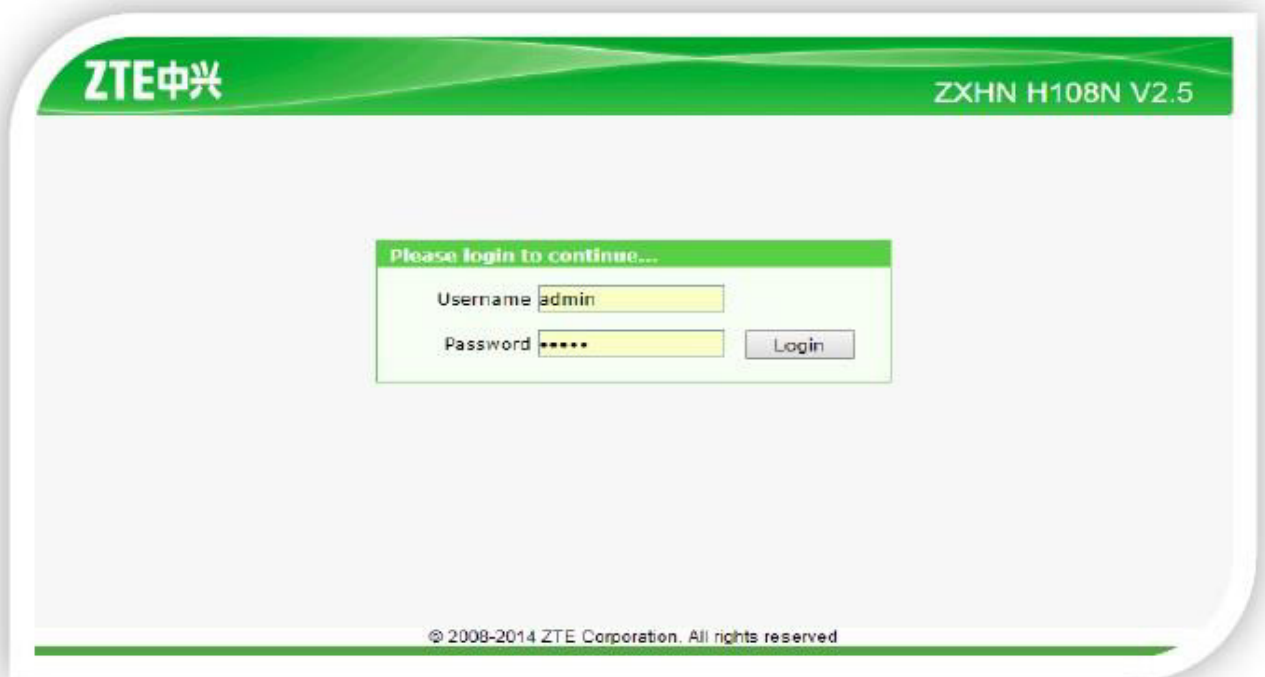 ZTE中兴
ZXHN H108N V2.5
Please login to continue...
Username admin
Password •••••
Login
© 2008-2014 ZTE Corporation. All rights reserved